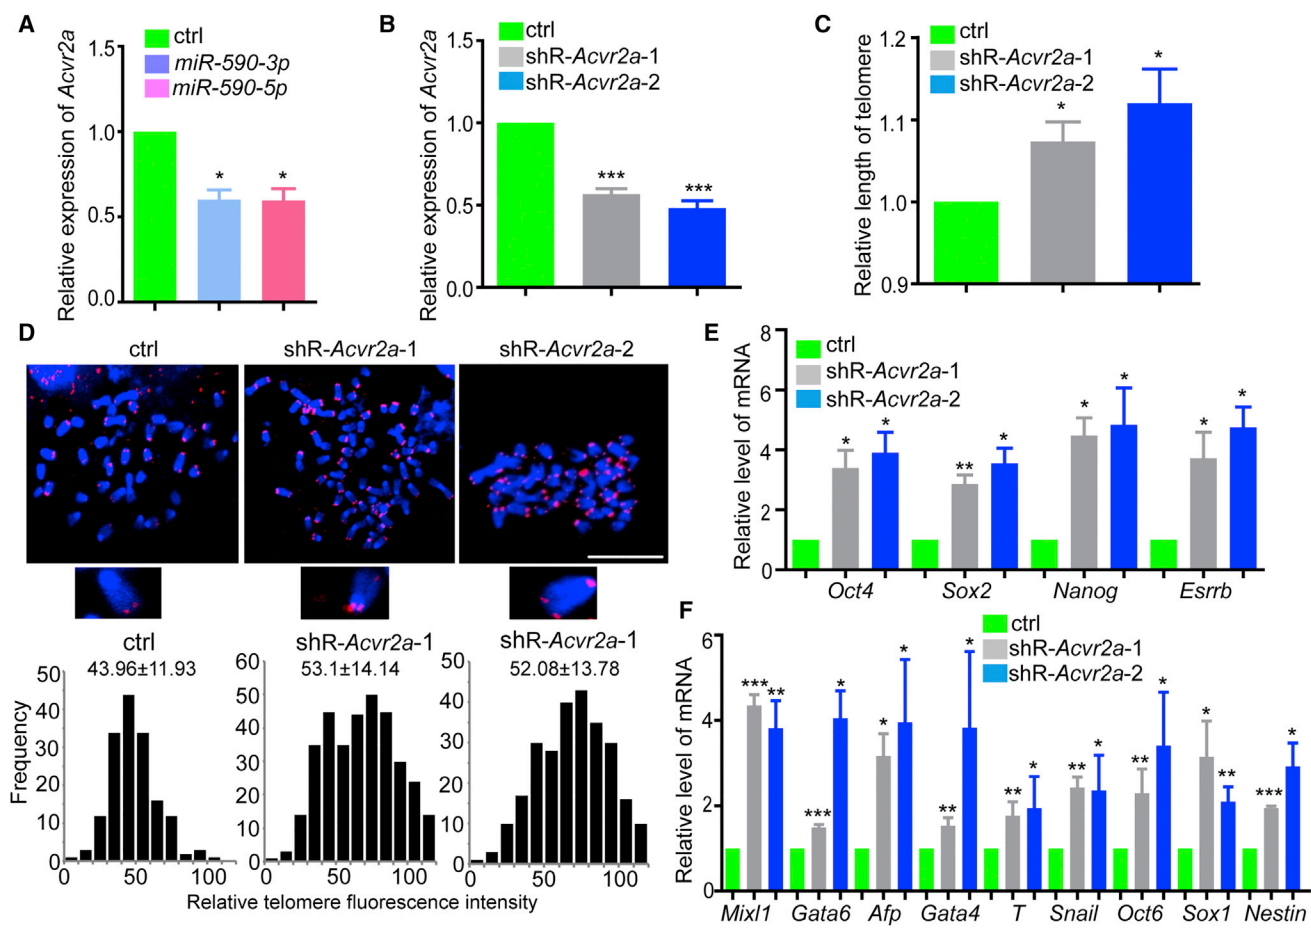 A
ctrl
miR-590-3p
miR-590-5p
Relative expression of Acvr2a
1.5
1.0
0.5
0.0
* *
B
ctrl
shR-Acvr2a-1
shR-Acvr2a-2
Relative expression of Acvr2a
1.5
1.0
0.5
0.0
*** ***
C
ctrl
shR-Acvr2a-1
shR-Acvr2a-2
Relative length of telomere
1.2
1.1
1.0
0.9
* *
D
ctrl shR-Acvr2a-1 shR-Acvr2a-2
ctrl shR-Acvr2a-1 shR-Acvr2a-1
43.96±11.93 53.1±14.14 52.08±13.78
Frequency
40
30
20
10
0
0 50 100
60
50
40
30
20
10
0
0 50 100
50
40
30
20
10
0
0 50 100
Relative telomere fluorescence intensity
E
ctrl
shR-Acvr2a-1
shR-Acvr2a-2
Relative level of mRNA
8
6
4
2
0
* * ** * * * * *
Oct4 Sox2 Nanog Esrrb
F
ctrl
shR-Acvr2a-1
shR-Acvr2a-2
Relative level of mRNA
6
4
2
0
*** ** *** * * * ** * ** * ** * ** * * ** *** *
Mixl1 Gata6 Afp Gata4 T Snail Oct6 Sox1 Nestin